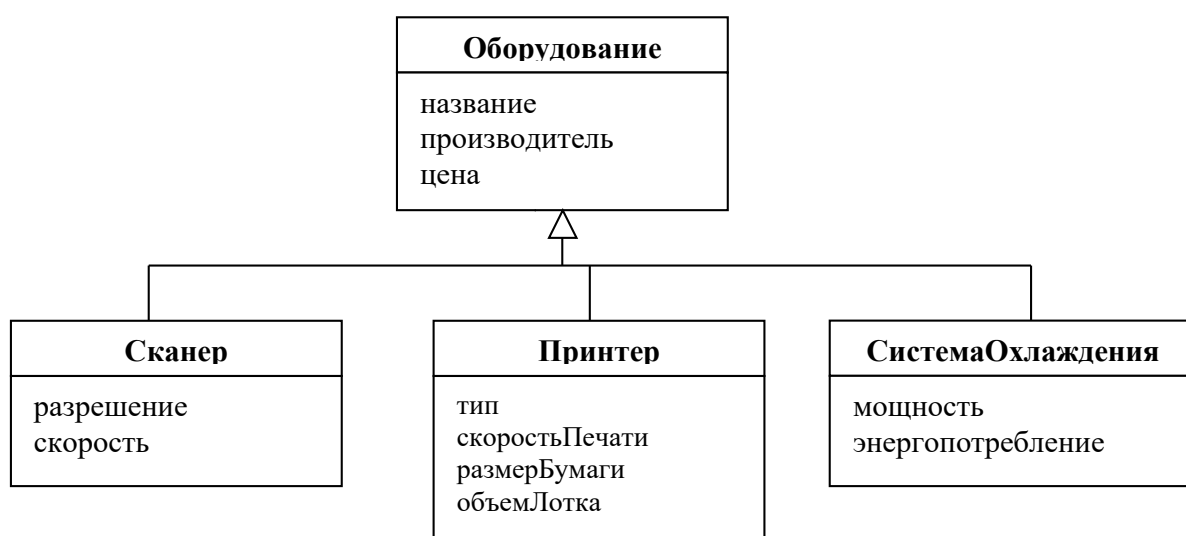 Оборудование
название
производитель
цена
Сканер
разрешение
скорость
Принтер
тип
скоростьПечати
размерБумаги
объемЛотка
СистемаОхлаждения
мощность
энергопотребление